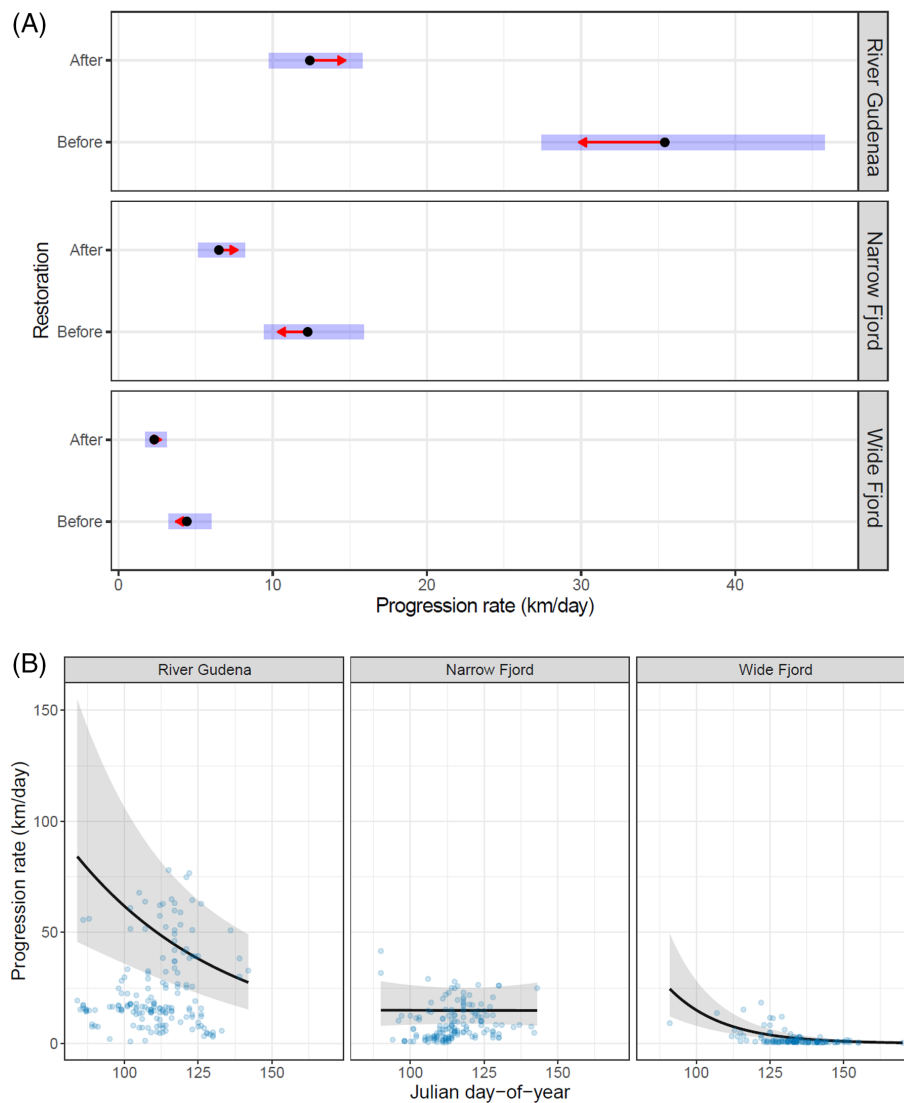 (A)
After
Before
River Gudenaa
After
Before
Narrow Fjord
After
Before
Wide Fjord
Restoration
0 10 20 30 40
Progression rate (km/day)
(B)
River Gudena Narrow Fjord Wide Fjord
150
100
50
0
Progression rate (km/day)
100 125 150 100 125 150 100 125 150
Julian day-of-year